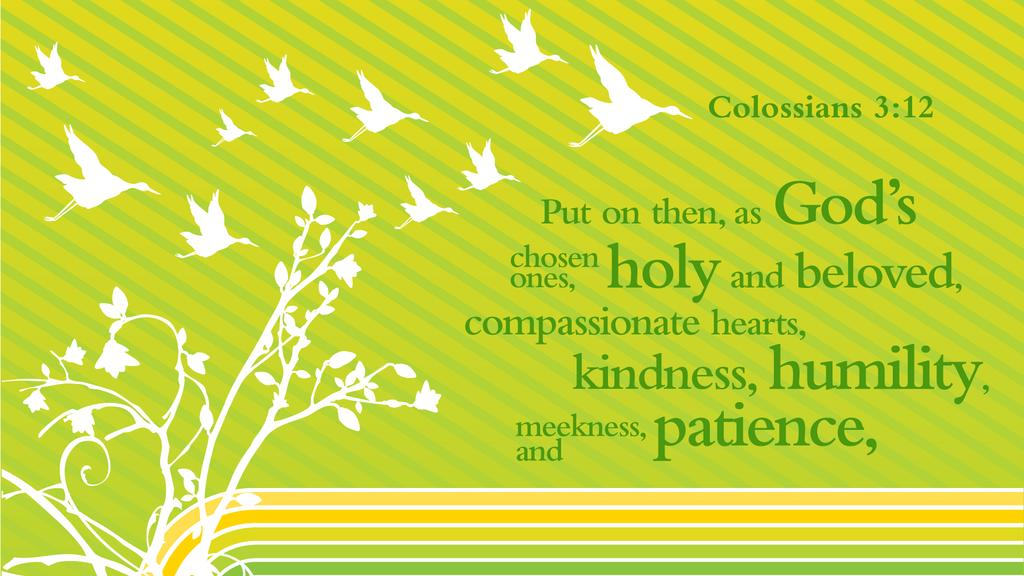 Colossians 3:12
Put on then, as God's
chosen ones, holy and beloved,
compassionate hearts,
kindness, humility,
meekness, and patience,